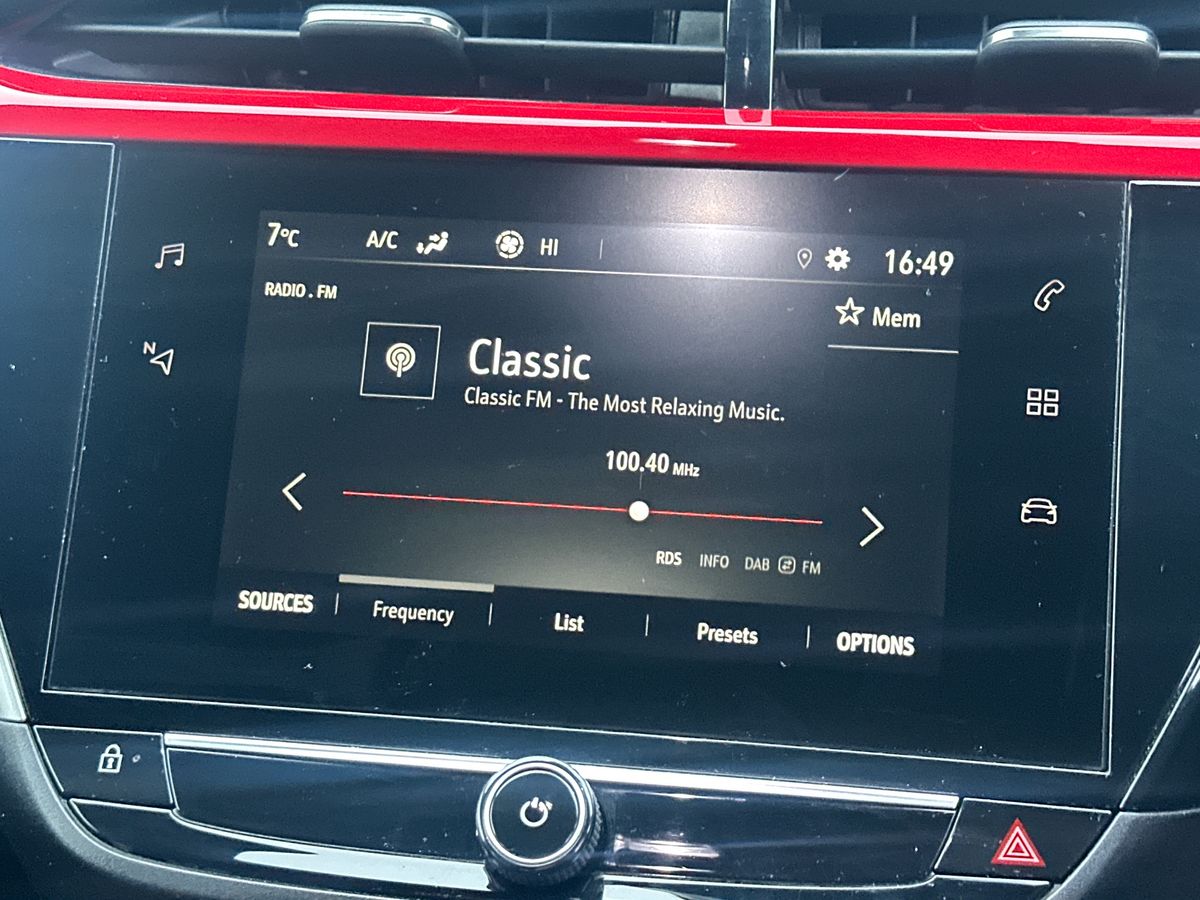 7°C A/C HI 16:49
RADIO . FM
Mem
Classic
Classic FM - The Most Relaxing Music.
N
100.40 MHz
RDS INFO DAB FM
SOURCES Frequency List Presets OPTIONS